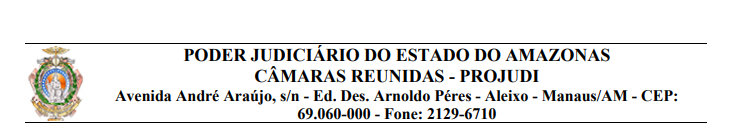 PODER JUDICIÁRIO DO ESTADO DO AMAZONAS
CÂMARAS REUNIDAS - PROJUDI
Avenida André Araújo, s/n - Ed. Des. Arnoldo Péres - Aleixo - Manaus/AM - CEP:
69.060-000 - Fone: 2129-6710